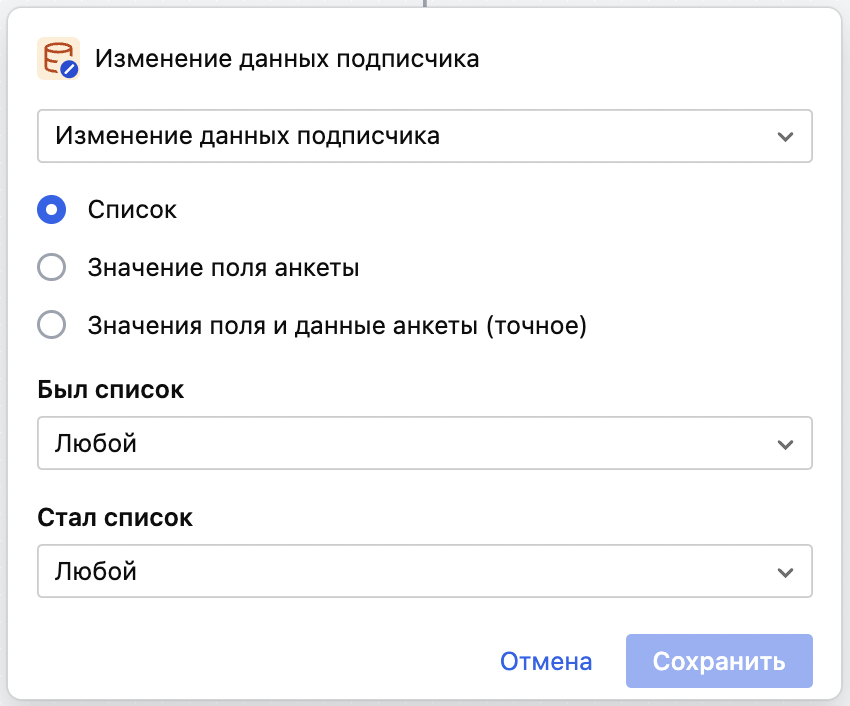 Изменение данных подписчика
Изменение данных подписчика
Список
Значение поля анкеты
Значения поля и данные анкеты (точное)
Был список
Любой
Стал список
Любой
Отмена
Сохранить